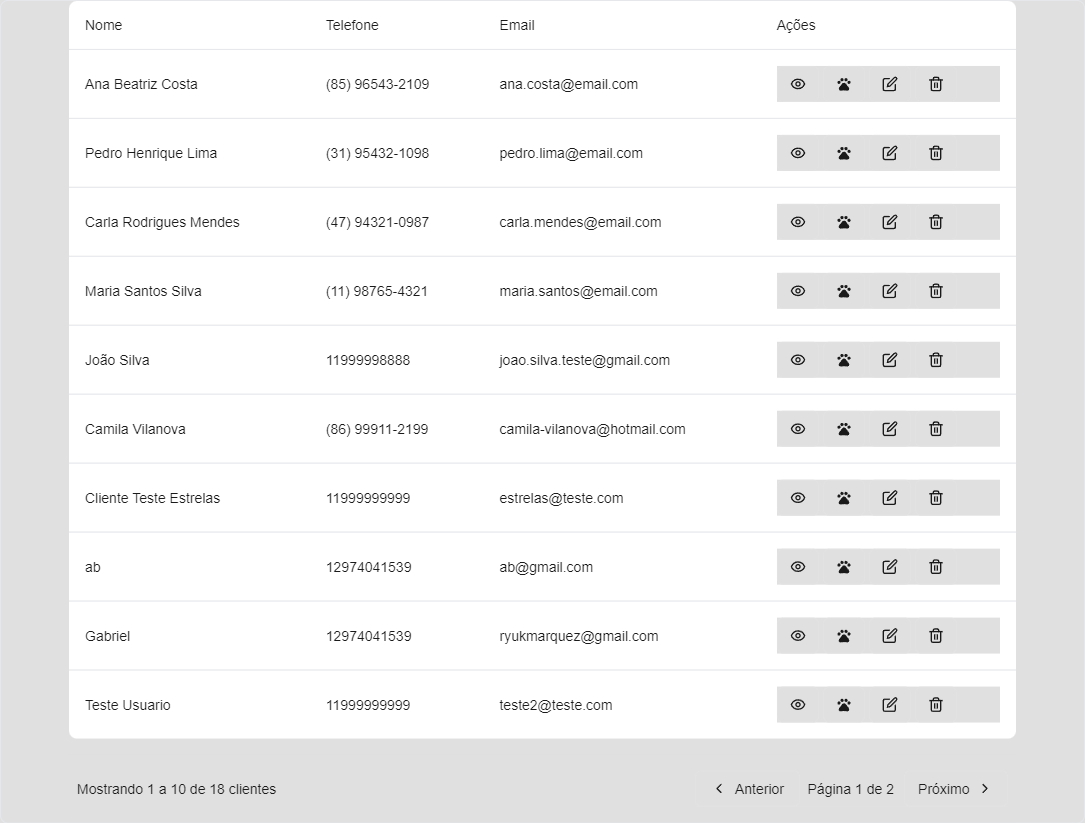 Nome Telefone Email Ações
Ana Beatriz Costa (85) 96543-2109 ana.costa@email.com
Pedro Henrique Lima (31) 95432-1098 pedro.lima@email.com
Carla Rodrigues Mendes (47) 94321-0987 carla.mendes@email.com
Maria Santos Silva (11) 98765-4321 maria.santos@email.com
João Silva 11999998888 joao.silva.teste@gmail.com
Camila Vilanova (86) 99911-2199 camila-vilanova@hotmail.com
Cliente Teste Estrelas 11999999999 estrelas@teste.com
ab 12974041539 ab@gmail.com
Gabriel 12974041539 ryukmarquez@gmail.com
Teste Usuario 11999999999 teste2@teste.com
Mostrando 1 a 10 de 18 clientes Anterior Página 1 de 2 Próximo